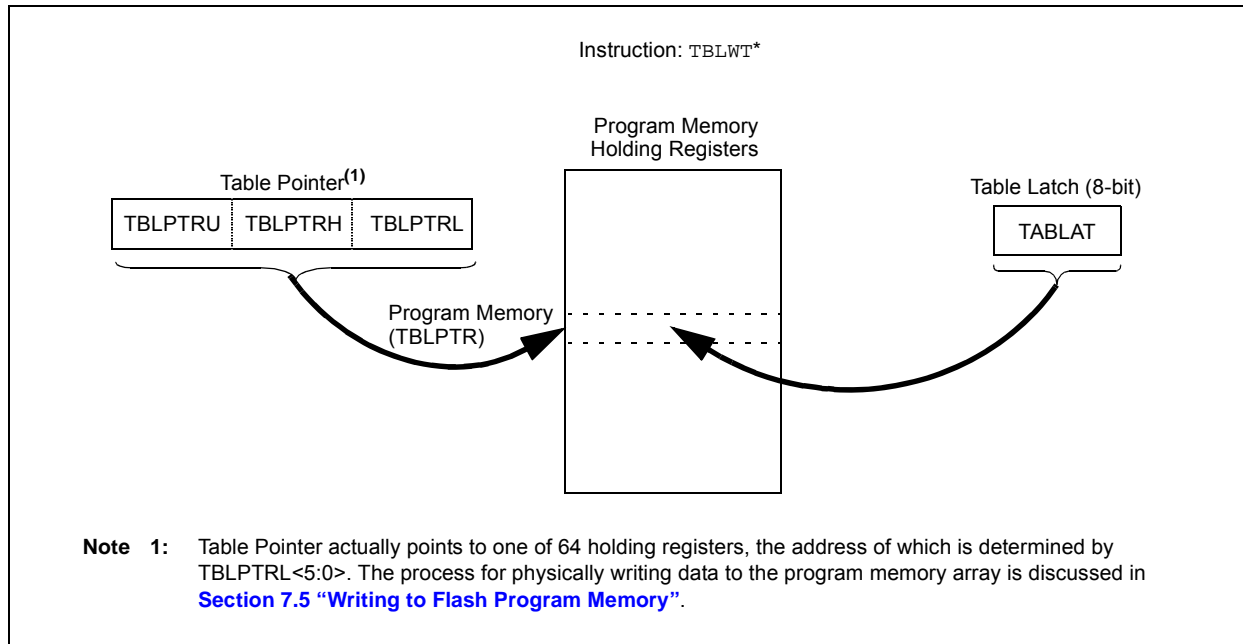 Instruction: TBLWT*
Program Memory
Holding Registers
Table Pointer(1)
Table Latch (8-bit)
TBLPTRU TBLPTRH TBLPTRL
TABLAT
Program Memory
(TBLPTR)
Note 1: Table Pointer actually points to one of 64 holding registers, the address of which is determined by
TBLPTRL<5:0>. The process for physically writing data to the program memory array is discussed in
Section 7.5 “Writing to Flash Program Memory”.